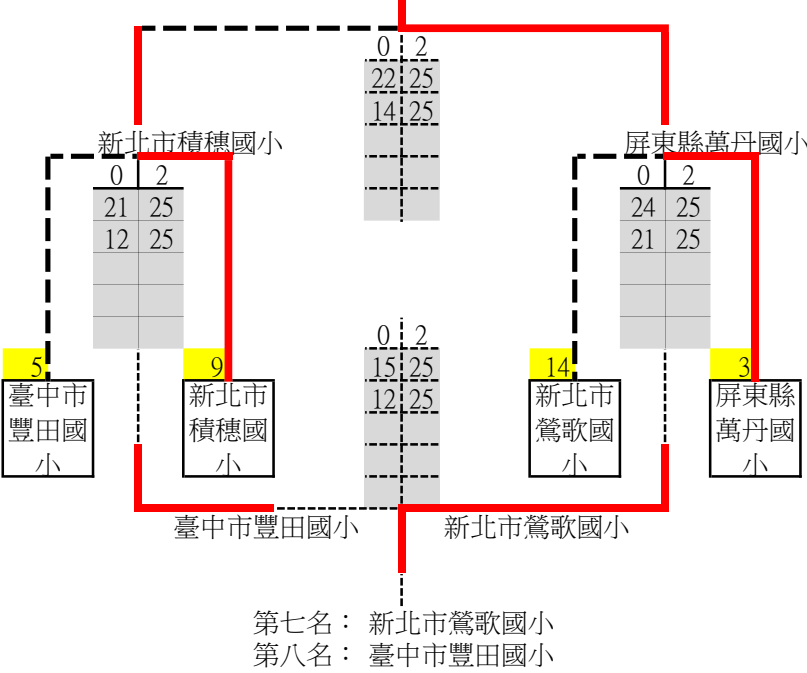 0 2
22 25
14 25
新北市積穗國小
屏東縣萬丹國小
0 2
21 25
12 25
0 2
24 25
21 25
0 2
15 25
12 25
5
臺中市
豐田國
小
9
新北市
積穗國
小
14
新北市
鶯歌國
小
3
屏東縣
萬丹國
小
臺中市豐田國小
新北市鶯歌國小
第七名： 新北市鶯歌國小
第八名： 臺中市豐田國小